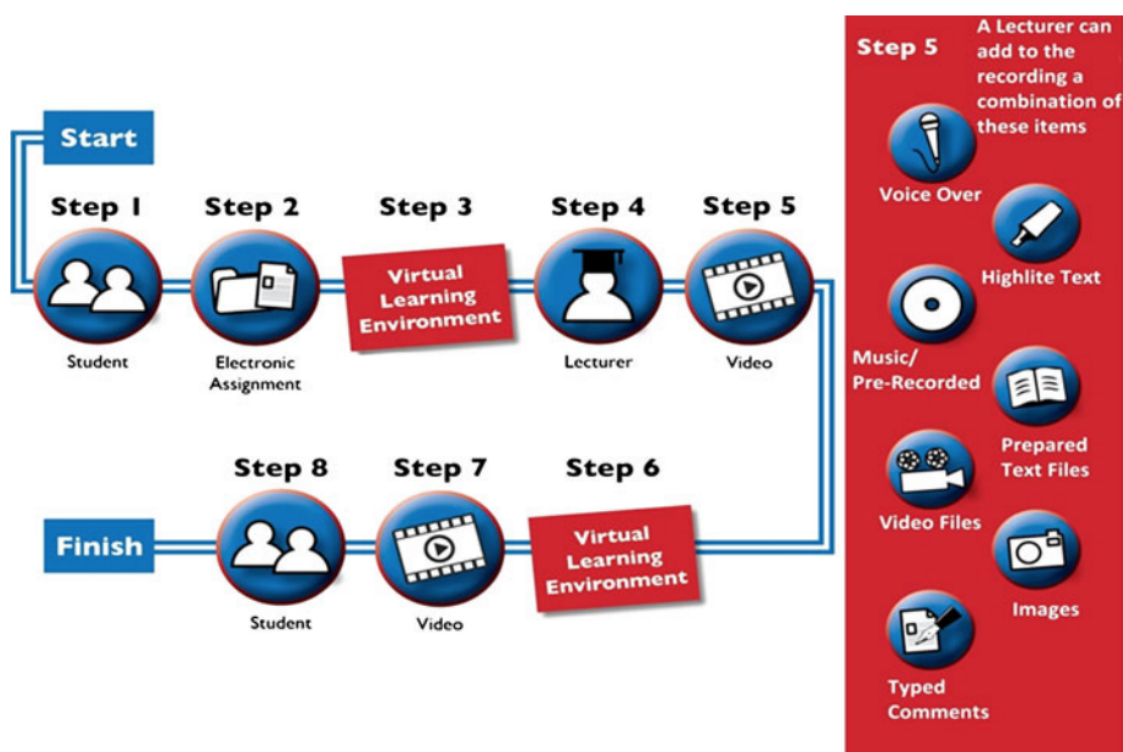 Start
Step 1
Step 2
Step 3
Step 4
Step 5
Virtual
Learning
Environment
Student
Electronic
Assignment
Lecturer
Video
Step 8
Step 7
Step 6
Finish
Virtual
Learning
Environment
Student
Video
Step 5
A Lecturer can
add to the
recording a
combination of
these items
Voice Over
Highlite Text
Music/
Pre-Recorded
Prepared
Text Files
Video Files
Images
Typed
Comments